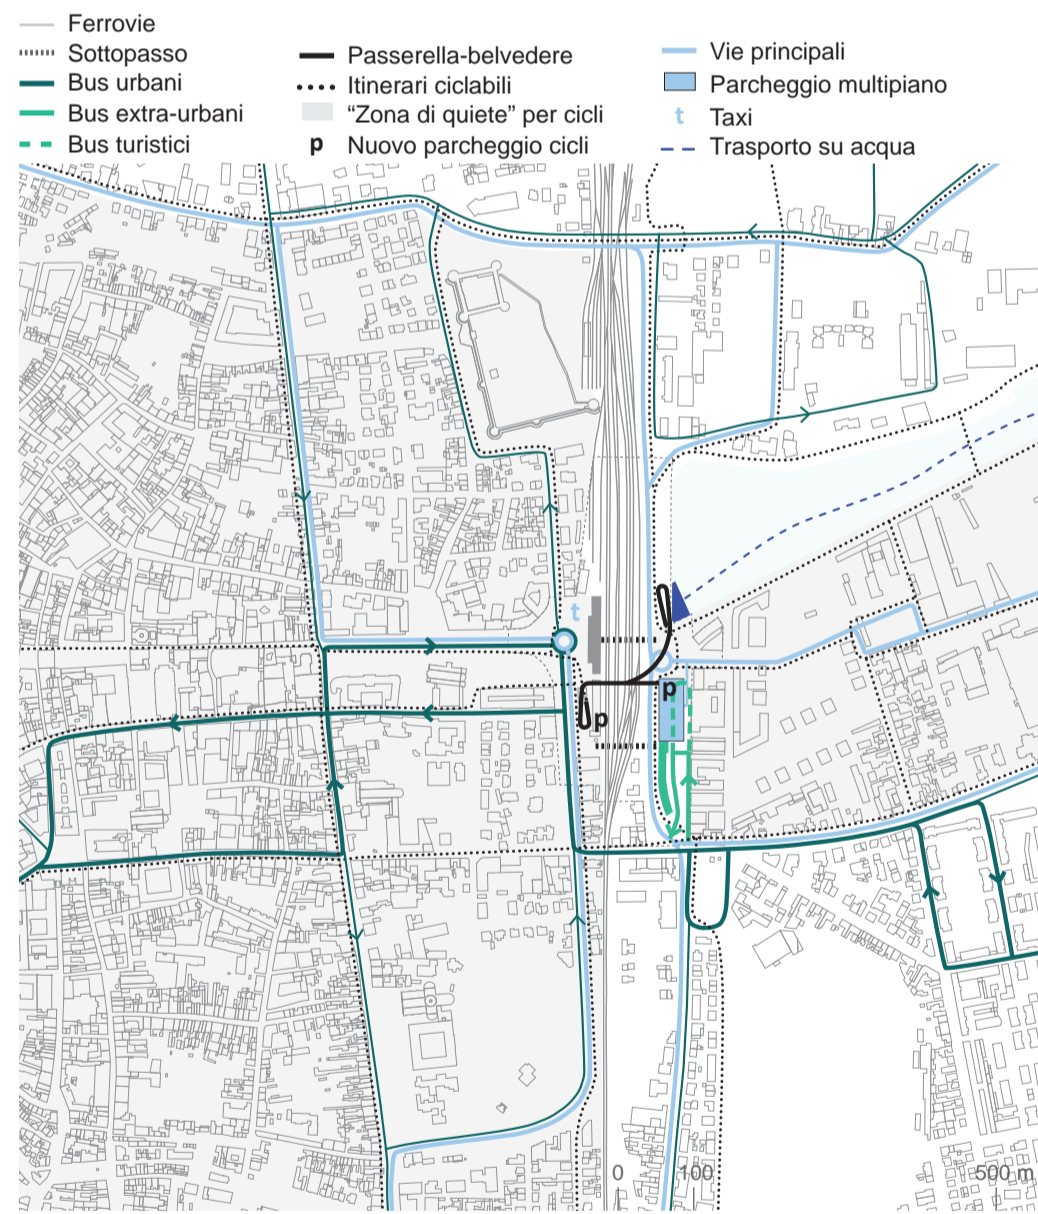 Ferrovie
Sottopasso
Bus urbani
Bus extra-urbani
Bus turistici
Passerella-belvedere
Itinerari ciclabili
“Zona di quiete” per cicli
p Nuovo parcheggio cicli
Vie principali
Parcheggio multipiano
t Taxi
Trasporto su acqua
t
p
p
0 100 500 m